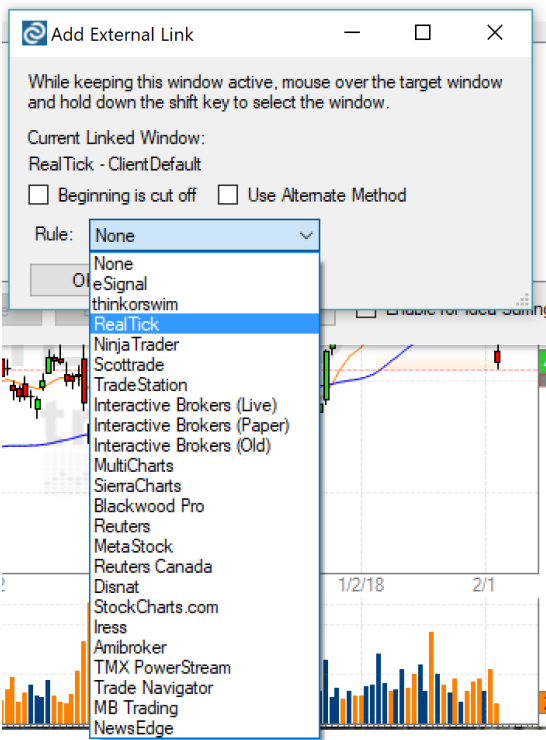 Add External Link
While keeping this window active, mouse over the target window
and hold down the shift key to select the window.
Current Linked Window:
RealTick - ClientDefault
Beginning is cut off Use Alternate Method
Rule: None
None
eSignal
thinkorswim
RealTick
NinjaTrader
Scottrade
TradeStation
Interactive Brokers (Live)
Interactive Brokers (Paper)
Interactive Brokers (Old)
MultiCharts
SierraCharts
Blackwood Pro
Reuters
MetaStock
Reuters Canada
Disnat
StockCharts.com
Iress
Amibroker
TMX PowerStream
Trade Navigator
MB Trading
NewsEdge
Enable for Idea
1/2/18 2/1